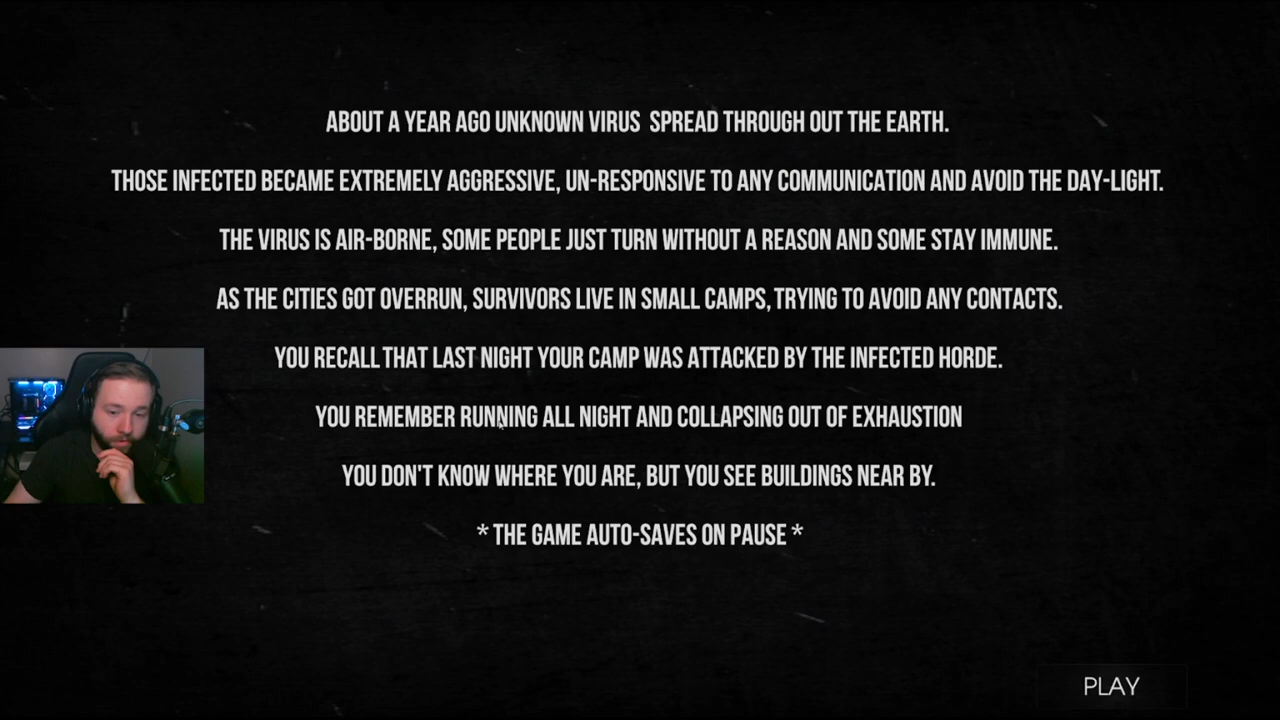 ABOUT A YEAR AGO UNKNOWN VIRUS  SPREAD THROUGH OUT THE EARTH.
THOSE INFECTED BECAME EXTREMELY AGGRESSIVE, UN-RESPONSIVE TO ANY COMMUNICATION AND AVOID THE DAY-LIGHT.
THE VIRUS IS AIR-BORNE, SOME PEOPLE JUST TURN WITHOUT A REASON AND SOME STAY IMMUNE.
AS THE CITIES GOT OVERRUN, SURVIVORS LIVE IN SMALL CAMPS, TRYING TO AVOID ANY CONTACTS.
YOU RECALL THAT LAST NIGHT YOUR CAMP WAS ATTACKED BY THE INFECTED HORDE.
YOU REMEMBER RUNNING ALL NIGHT AND COLLAPSING OUT OF EXHAUSTION
YOU DON'T KNOW WHERE YOU ARE, BUT YOU SEE BUILDINGS NEAR BY.
* THE GAME AUTO-SAVES ON PAUSE *
PLAY